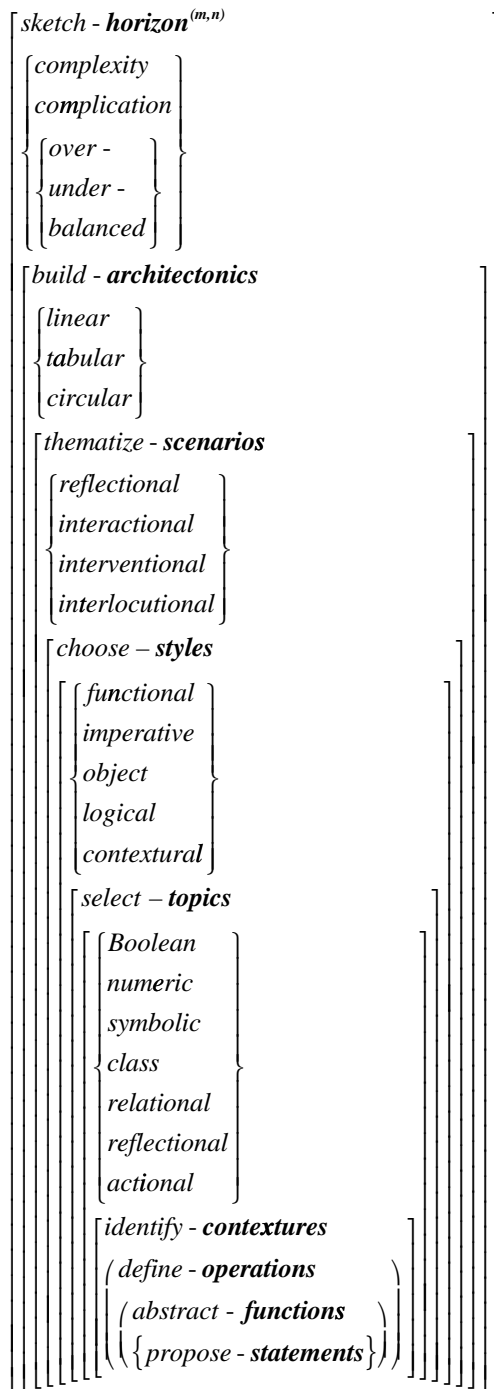 sketch - horizon^(m,n)
complexity
complication
over -
under -
balanced
build - architectonics
linear
tabular
circular
thematize - scenarios
reflectional
interactional
interventional
interlocutional
choose – styles
functional
imperative
object
logical
contextural
select – topics
Boolean
numeric
symbolic
class
relational
reflectional
actional
identify - contextures
define - operations
abstract - functions
{propose - statements}